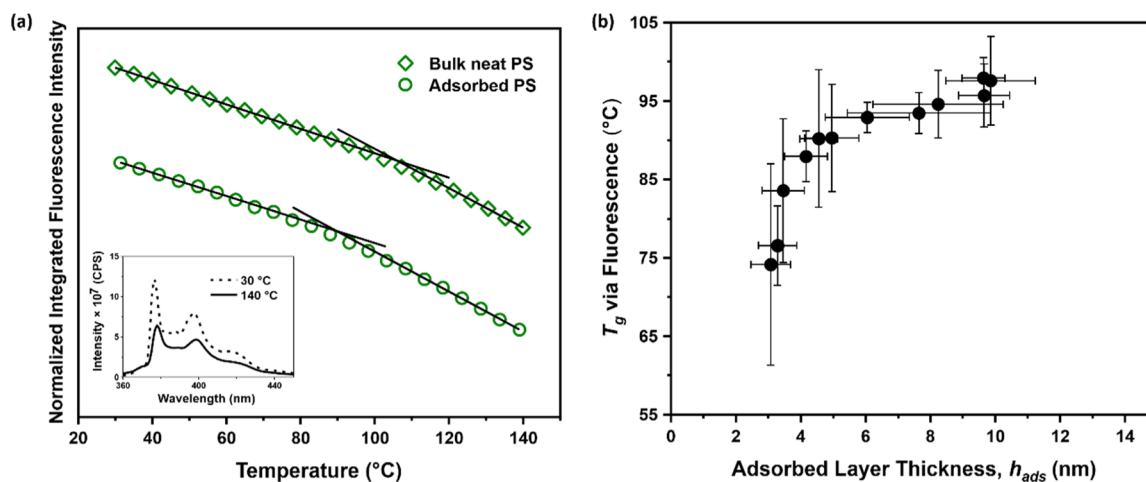 (a)
Normalized Integrated Fluorescence Intensity
Bulk neat PS
Adsorbed PS
Intensity × 10⁷ (CPS)
15
10
5
0
30 °C
140 °C
360
400
440
Wavelength (nm)
20
40
60
80
100
120
140
Temperature (°C)
(b)
Tg via Fluorescence (°C)
105
95
85
75
65
55
0
2
4
6
8
10
12
14
Adsorbed Layer Thickness, hads (nm)